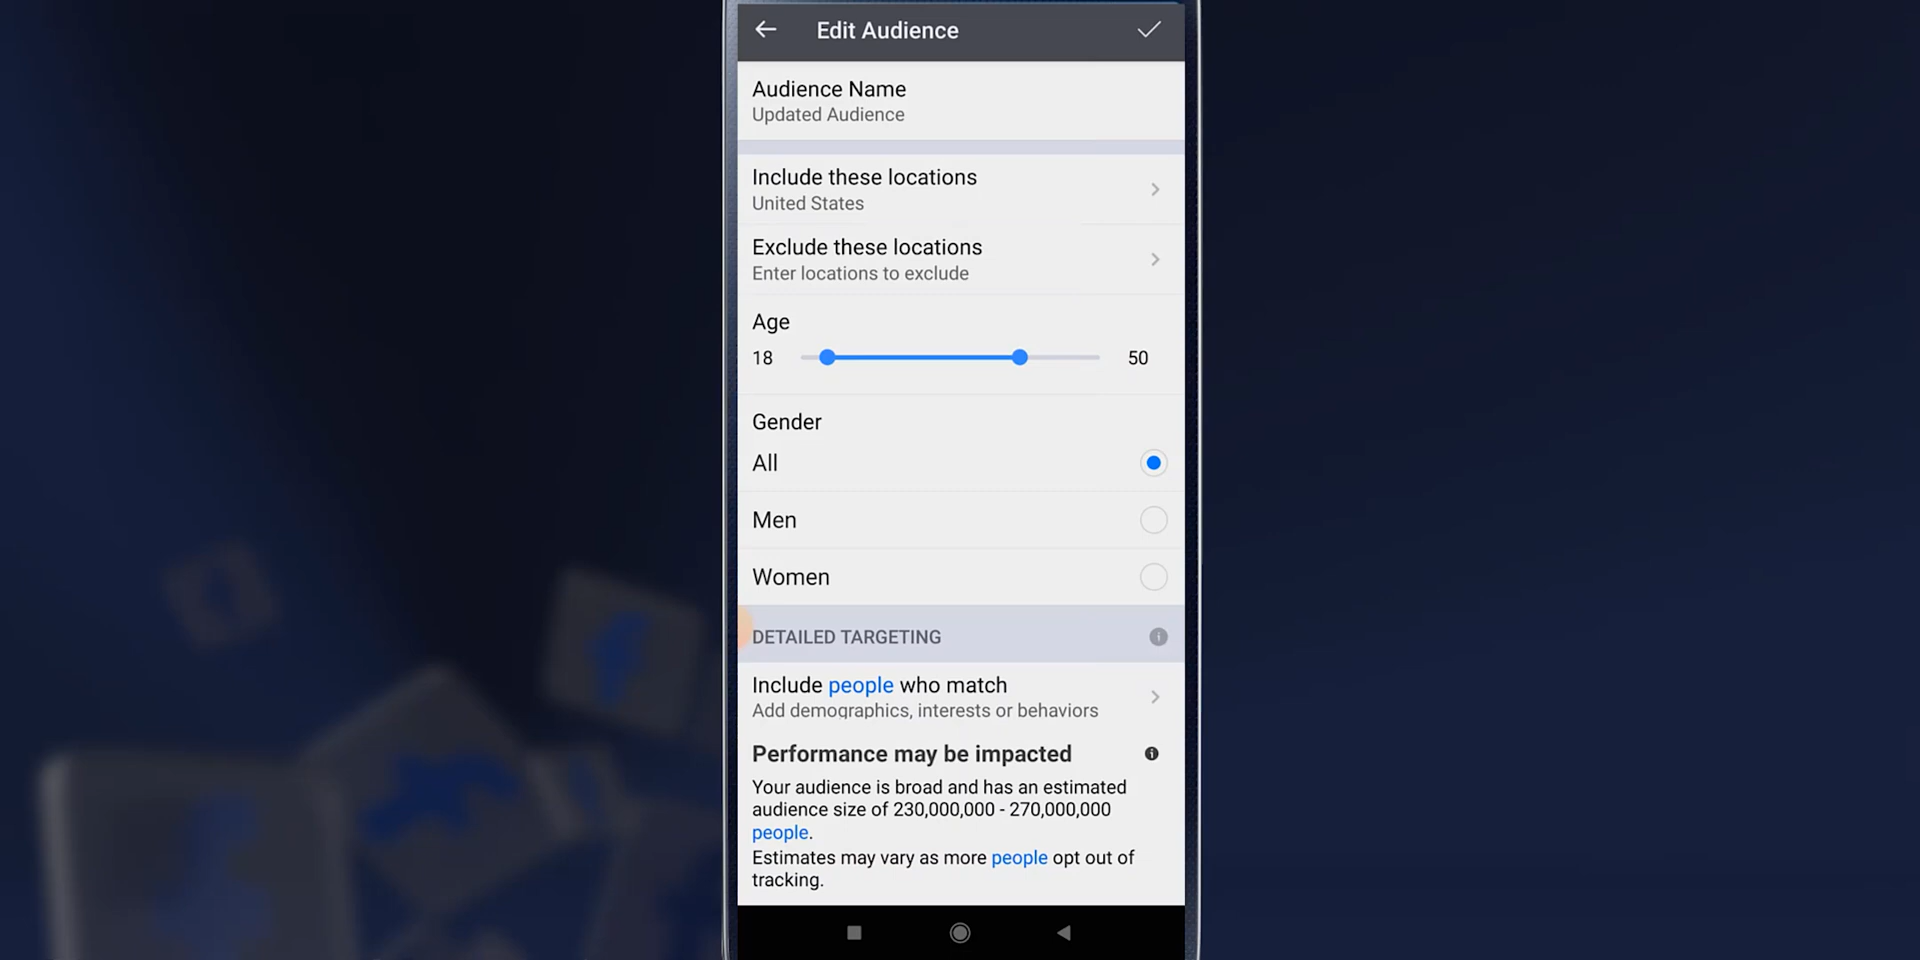 Edit Audience
Audience Name
Updated Audience
Include these locations
United States
Exclude these locations
Enter locations to exclude
Age
18 50
Gender
All
Men
Women
DETAILED TARGETING
Include people who match
Add demographics, interests or behaviors
Performance may be impacted
Your audience is broad and has an estimated
audience size of 230,000,000 - 270,000,000
people.
Estimates may vary as more people opt out of
tracking.